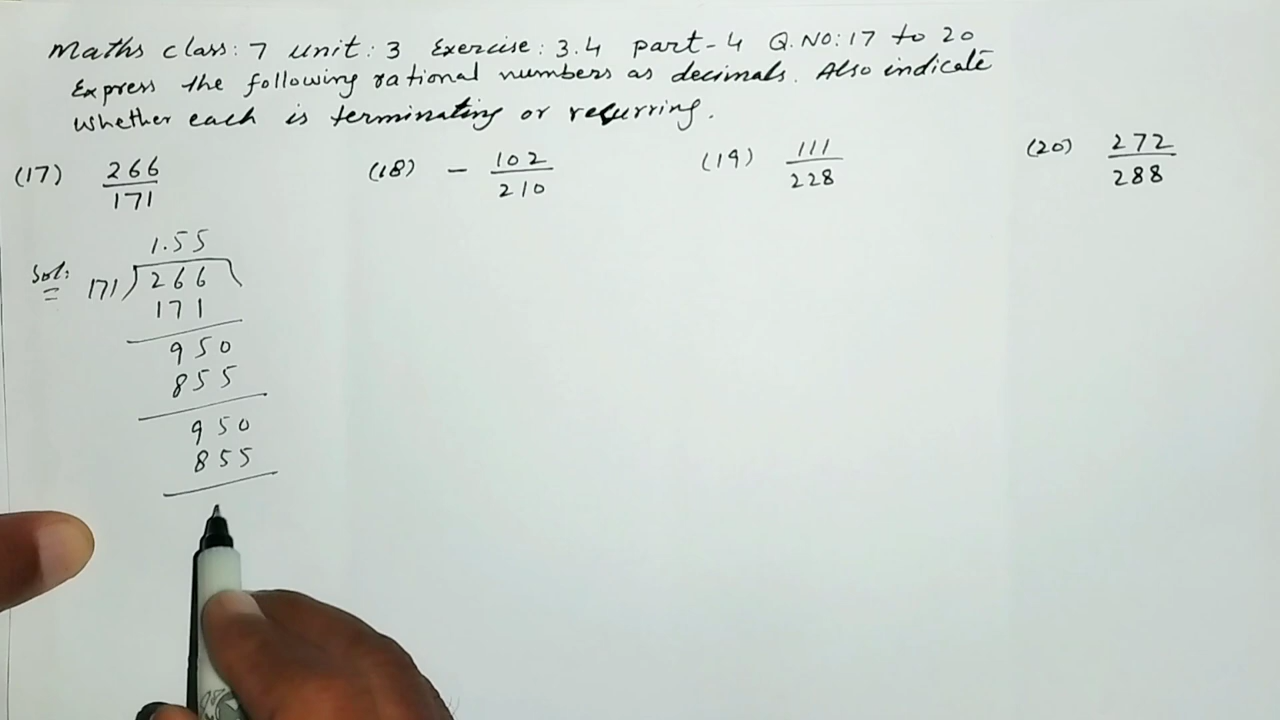 Maths class: 7 unit: 3 Exercise: 3.4 part-4 Q.NO:17 to 20
Express the following rational numbers as decimals. Also indicate
whether each is terminating or recurring.
(17) 266/171 (18) - 102/210 (19) 111/228 (20) 272/288
1.55
Sol: 171 ) 266
171
950
855
950
855